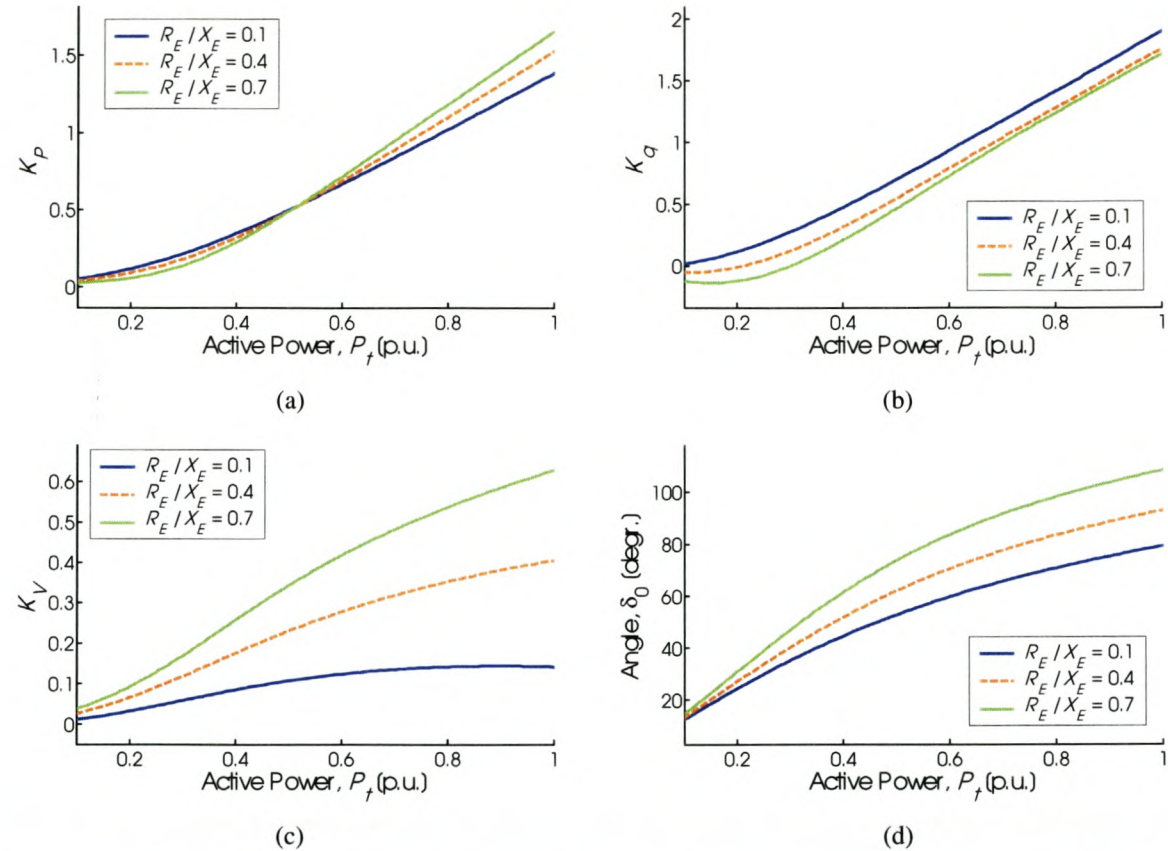 R_E / X_E = 0.1
R_E / X_E = 0.4
R_E / X_E = 0.7
1.5
1
0.5
0
K_P
0.2 0.4 0.6 0.8 1
Active Power, P_t (p.u.)
(a)
2
1.5
1
0.5
0
K_q
R_E / X_E = 0.1
R_E / X_E = 0.4
R_E / X_E = 0.7
0.2 0.4 0.6 0.8 1
Active Power, P_t (p.u.)
(b)
R_E / X_E = 0.1
R_E / X_E = 0.4
R_E / X_E = 0.7
0.6
0.5
0.4
0.3
0.2
0.1
0
K_V
0.2 0.4 0.6 0.8 1
Active Power, P_t (p.u.)
(c)
100
80
60
40
20
Angle, δ_0 (degr.)
R_E / X_E = 0.1
R_E / X_E = 0.4
R_E / X_E = 0.7
0.2 0.4 0.6 0.8 1
Active Power, P_t (p.u.)
(d)